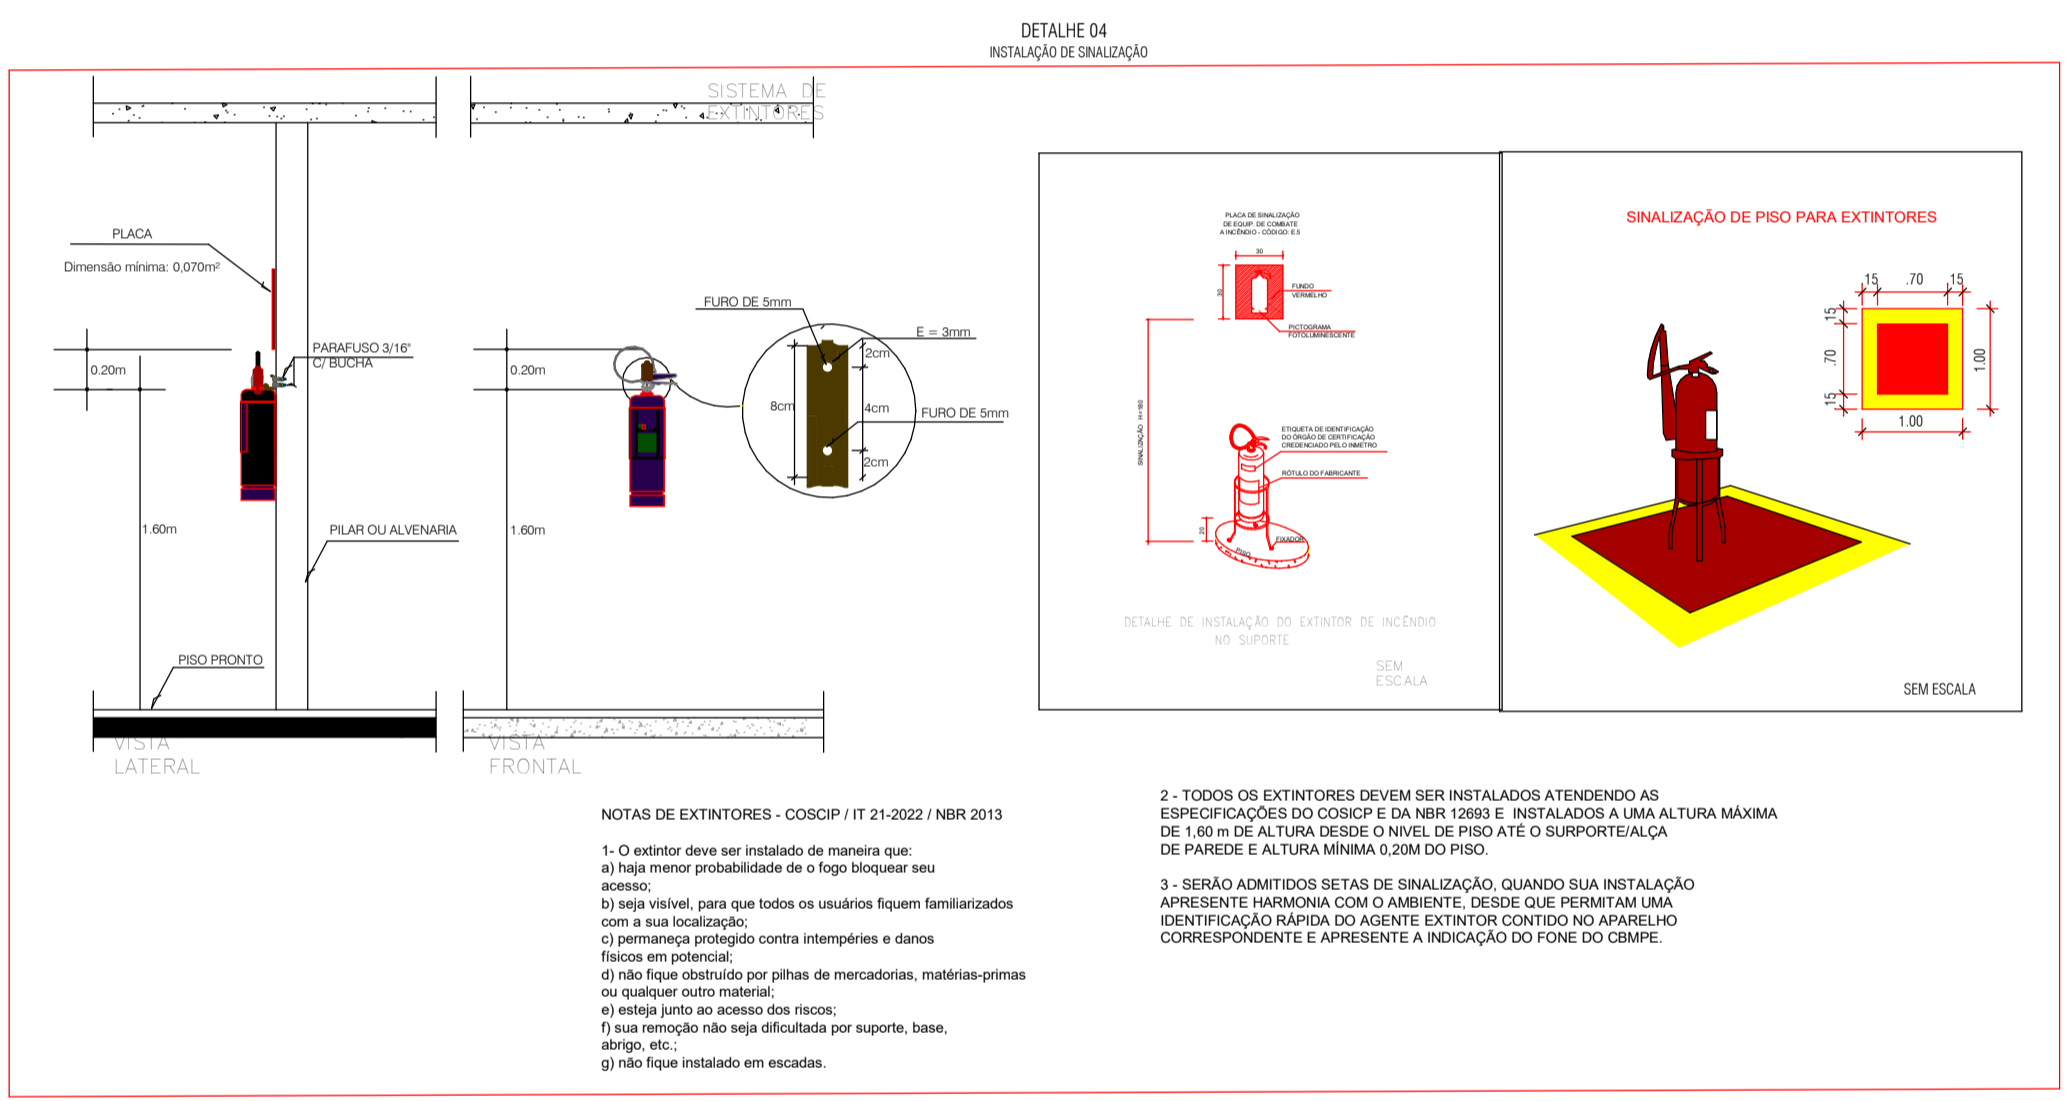 DETALHE 04
INSTALAÇÃO DE SINALIZAÇÃO
SISTEMA DE
EXTINTORES
PLACA
Dimensão mínima: 0,070m²
0.20m
PARAFUSO 3/16"
C/ BUCHA
1.60m
PILAR OU ALVENARIA
PISO PRONTO
VISTA
LATERAL
0.20m
1.60m
FURO DE 5mm
E = 3mm
2cm
8cm
4cm
FURO DE 5mm
2cm
VISTA
FRONTAL
PLACA DE SINALIZAÇÃO
DE EQUIP. DE COMBATE
A INCÊNDIO - CÓDIGO: E.5
30
30
FUNDO
VERMELHO
PICTOGRAMA
FOTOLUMINESCENTE
SINALIZAÇÃO H=180
ETIQUETA DE IDENTIFICAÇÃO
DO ÓRGÃO DE CERTIFICAÇÃO
CREDENCIADO PELO INMETRO
RÓTULO DO FABRICANTE
20
FIXADOR
PISO
DETALHE DE INSTALAÇÃO DO EXTINTOR DE INCÊNDIO
NO SUPORTE
SEM
ESCALA
SINALIZAÇÃO DE PISO PARA EXTINTORES
15 .70 15
15
.70
15
1.00
1.00
SEM ESCALA
NOTAS DE EXTINTORES - COSCIP / IT 21-2022 / NBR 2013
1- O extintor deve ser instalado de maneira que:
a) haja menor probabilidade de o fogo bloquear seu
acesso;
b) seja visível, para que todos os usuários fiquem familiarizados
com a sua localização;
c) permaneça protegido contra intempéries e danos
físicos em potencial;
d) não fique obstruído por pilhas de mercadorias, matérias-primas
ou qualquer outro material;
e) esteja junto ao acesso dos riscos;
f) sua remoção não seja dificultada por suporte, base,
abrigo, etc.;
g) não fique instalado em escadas.
2 - TODOS OS EXTINTORES DEVEM SER INSTALADOS ATENDENDO AS
ESPECIFICAÇÕES DO COSICP E DA NBR 12693 E INSTALADOS A UMA ALTURA MÁXIMA
DE 1,60 m DE ALTURA DESDE O NIVEL DE PISO ATÉ O SURPORTE/ALÇA
DE PAREDE E ALTURA MÍNIMA 0,20M DO PISO.
3 - SERÃO ADMITIDOS SETAS DE SINALIZAÇÃO, QUANDO SUA INSTALAÇÃO
APRESENTE HARMONIA COM O AMBIENTE, DESDE QUE PERMITAM UMA
IDENTIFICAÇÃO RÁPIDA DO AGENTE EXTINTOR CONTIDO NO APARELHO
CORRESPONDENTE E APRESENTE A INDICAÇÃO DO FONE DO CBMPE.